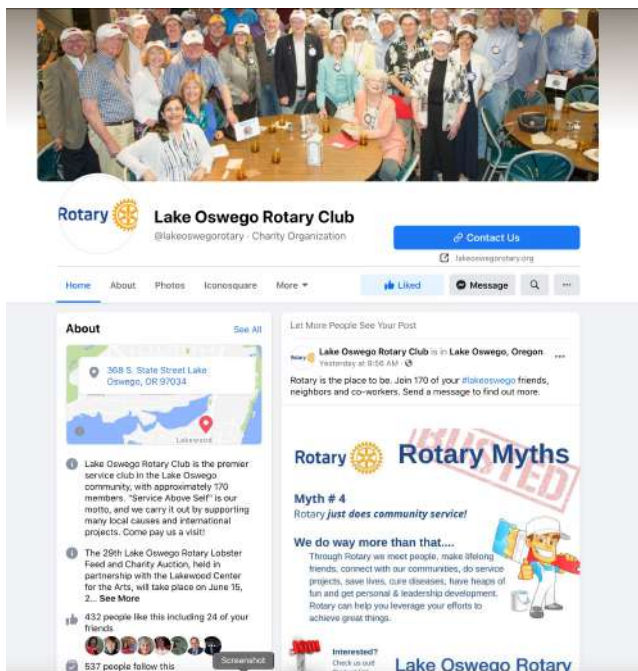 Rotary
Lake Oswego Rotary Club
@lakeoswegorotary · Charity Organization
Contact Us
lakeoswegorotary.org
Home About Photos Iconosquare More
Liked Message
About See All
368 S. State Street Lake
Oswego, OR 97034
Lakewood
Lake Oswego Rotary Club is the premier
service club in the Lake Oswego
community, with approximately 170
members. "Service Above Self" is our
motto, and we carry it out by supporting
many local causes and international
projects. Come pay us a visit!
The 29th Lake Oswego Rotary Lobster
Feed and Charity Auction, held in
partnership with the Lakewood Center
for the Arts, will take place on June 15,
2... See More
432 people like this including 24 of your
friends
537 people follow this
Screenshot
Let More People See Your Post
Lake Oswego Rotary Club is in Lake Oswego, Oregon.
Yesterday at 8:56 AM ·
Rotary is the place to be. Join 170 of your #lakeoswego friends,
neighbors and co-workers. Send a message to find out more.
BUSTED
Rotary
Rotary Myths
Myth # 4
Rotary just does community service!
We do way more than that....
Through Rotary we meet people, make lifelong
friends, connect with our communities, do service
projects, save lives, cure diseases, have heaps of
fun and get personal & leadership development.
Rotary can help you leverage your efforts to
achieve great things.
Interested?
Check us out!
Lake Oswego Rotary